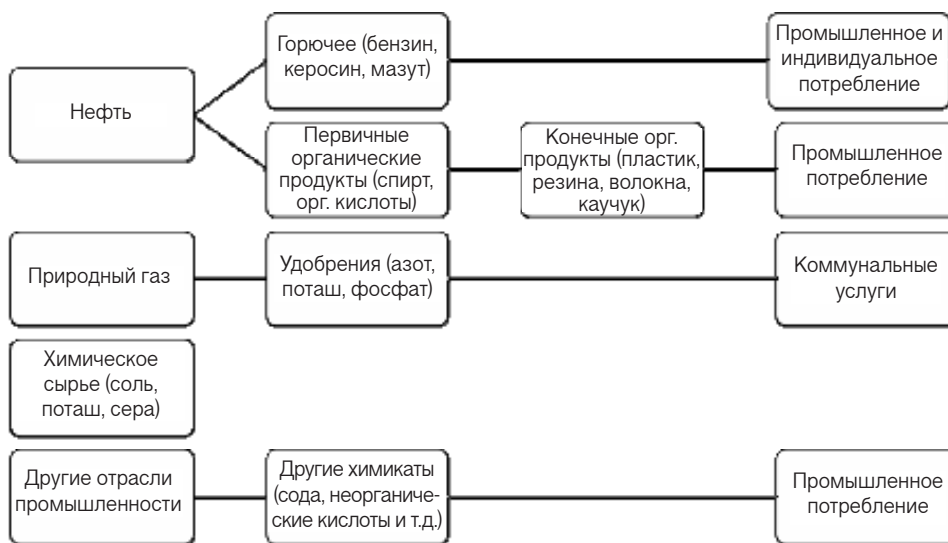 Нефть
Горючее (бензин,
керосин, мазут)
Промышленное и
индивидуальное
потребление
Первичные
органические
продукты (спирт,
орг. кислоты)
Конечные орг.
продукты (пластик,
резина, волокна,
каучук)
Промышленное
потребление
Природный газ
Удобрения (азот,
поташ, фосфат)
Коммунальные
услуги
Химическое
сырье (соль,
поташ, сера)
Другие отрасли
промышленности
Другие химикаты
(сода, неорганиче-
ские кислоты и т.д.)
Промышленное
потребление